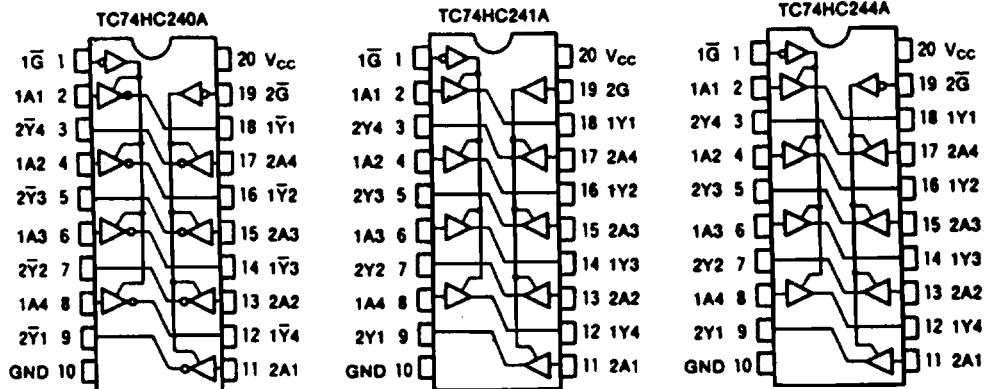 TC74HC240A
1G̅ 1
20 VCC
1A1 2
19 2G̅
2Y̅4 3
18 1Y̅1
1A2 4
17 2A4
2Y̅3 5
16 1Y̅2
1A3 6
15 2A3
2Y̅2 7
14 1Y̅3
1A4 8
13 2A2
2Y̅1 9
12 1Y̅4
GND 10
11 2A1
TC74HC241A
1G̅ 1
20 VCC
1A1 2
19 2G
2Y4 3
18 1Y1
1A2 4
17 2A4
2Y3 5
16 1Y2
1A3 6
15 2A3
2Y2 7
14 1Y3
1A4 8
13 2A2
2Y1 9
12 1Y4
GND 10
11 2A1
TC74HC244A
1G̅ 1
20 VCC
1A1 2
19 2G̅
2Y4 3
18 1Y1
1A2 4
17 2A4
2Y3 5
16 1Y2
1A3 6
15 2A3
2Y2 7
14 1Y3
1A4 8
13 2A2
2Y1 9
12 1Y4
GND 10
11 2A1